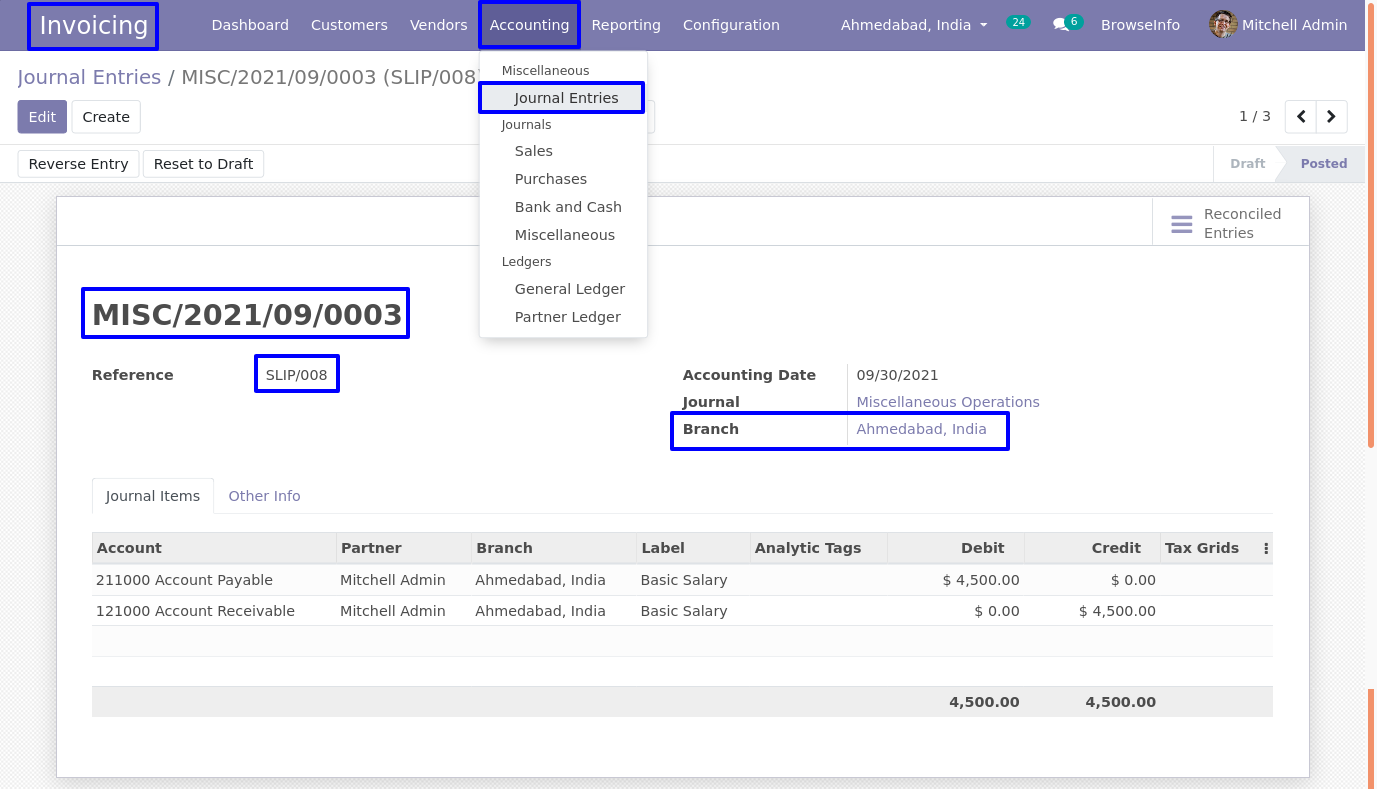 Invoicing Dashboard Customers Vendors Accounting Reporting Configuration Ahmedabad, India 24 6 BrowseInfo Mitchell Admin
Journal Entries / MISC/2021/09/0003 (SLIP/008
Edit Create
1 / 3
Reverse Entry Reset to Draft
Draft Posted
Miscellaneous
Journal Entries
Journals
Sales
Purchases
Bank and Cash
Miscellaneous
Ledgers
General Ledger
Partner Ledger
Reconciled
Entries
MISC/2021/09/0003
Reference SLIP/008
Accounting Date 09/30/2021
Journal Miscellaneous Operations
Branch Ahmedabad, India
Journal Items Other Info
Account Partner Branch Label Analytic Tags Debit Credit Tax Grids
211000 Account Payable Mitchell Admin Ahmedabad, India Basic Salary $ 4,500.00 $ 0.00
121000 Account Receivable Mitchell Admin Ahmedabad, India Basic Salary $ 0.00 $ 4,500.00
4,500.00 4,500.00